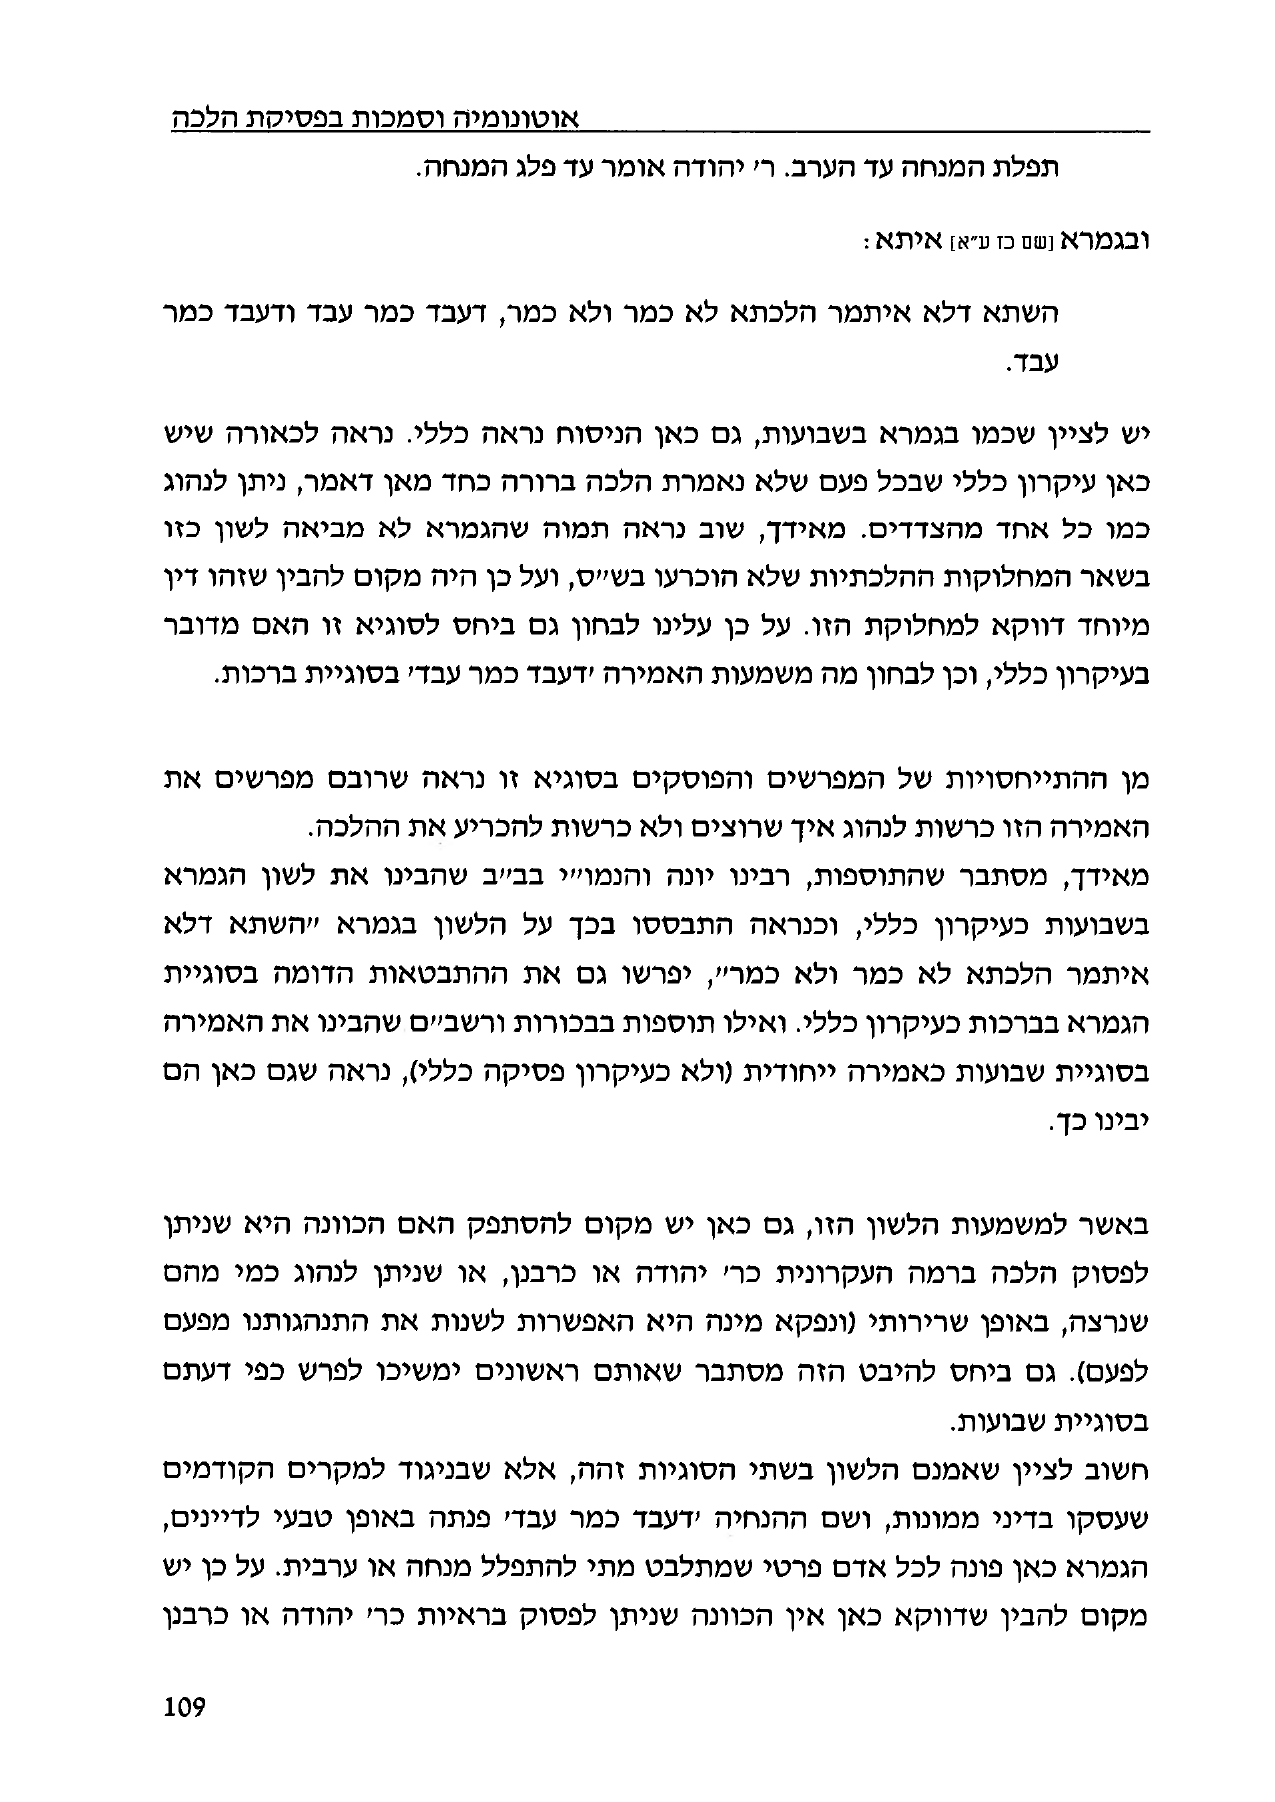 אוטונומיה וסמכות בפסיקת הלכה
תפלת המנחה עד הערב. ר׳ יהודה אומר עד פלג המנחה.
ובגמרא [שם כז ע״א] איתא:
השתא דלא איתמר הלכתא לא כמר ולא כמר, דעבד כמר עבד ודעבד כמר
עבד.
יש לציין שכמו בגמרא בשבועות, גם כאן הניסוח נראה כללי. נראה לכאורה שיש
כאן עיקרון כללי שבכל פעם שלא נאמרת הלכה ברורה כחד מאן דאמר, ניתן לנהוג
כמו כל אחד מהצדדים. מאידך, שוב נראה תמוה שהגמרא לא מביאה לשון כזו
בשאר המחלוקות ההלכתיות שלא הוכרעו בש״ס, ועל כן היה מקום להבין שזהו דין
מיוחד דווקא למחלוקת הזו. על כן עלינו לבחון גם ביחס לסוגיא זו האם מדובר
בעיקרון כללי, וכן לבחון מה משמעות האמירה ׳דעבד כמר עבד׳ בסוגיית ברכות.
מן ההתייחסויות של המפרשים והפוסקים בסוגיא זו נראה שרובם מפרשים את
האמירה הזו כרשות לנהוג איך שרוצים ולא כרשות להכריע את ההלכה.
מאידך, מסתבר שהתוספות, רבינו יונה והנמו״י בב״ב שהבינו את לשון הגמרא
בשבועות כעיקרון כללי, וכנראה התבססו בכך על הלשון בגמרא ״השתא דלא
איתמר הלכתא לא כמר ולא כמר״, יפרשו גם את ההתבטאות הדומה בסוגיית
הגמרא בברכות כעיקרון כללי. ואילו תוספות בבכורות ורשב״ם שהבינו את האמירה
בסוגיית שבועות כאמירה ייחודית (ולא כעיקרון פסיקה כללי), נראה שגם כאן הם
יבינו כך.
באשר למשמעות הלשון הזו, גם כאן יש מקום להסתפק האם הכוונה היא שניתן
לפסוק הלכה ברמה העקרונית כר׳ יהודה או כרבנן, או שניתן לנהוג כמי מהם
שנרצה, באופן שרירותי (ונפקא מינה היא האפשרות לשנות את התנהגותנו מפעם
לפעם). גם ביחס להיבט הזה מסתבר שאותם ראשונים ימשיכו לפרש כפי דעתם
בסוגיית שבועות.
חשוב לציין שאמנם הלשון בשתי הסוגיות זהה, אלא שבניגוד למקרים הקודמים
שעסקו בדיני ממונות, ושם ההנחיה ׳דעבד כמר עבד׳ פנתה באופן טבעי לדיינים,
הגמרא כאן פונה לכל אדם פרטי שמתלבט מתי להתפלל מנחה או ערבית. על כן יש
מקום להבין שדווקא כאן אין הכוונה שניתן לפסוק בראיות כר׳ יהודה או כרבנן
109